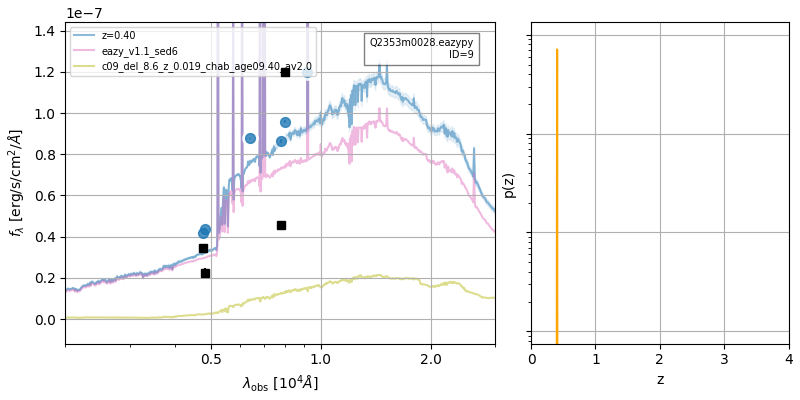 1e−7
z=0.40
eazy_v1.1_sed6
c09_del_8.6_z_0.019_chab_age09.40_av2.0
Q2353m0028.eazypy
ID=9
1.4
1.2
1.0
0.8
0.6
0.4
0.2
0.0
fλ [erg/s/cm²/Å]
0.5
1.0
2.0
λobs [10⁴Å]
p(z)
0
1
2
3
4
z